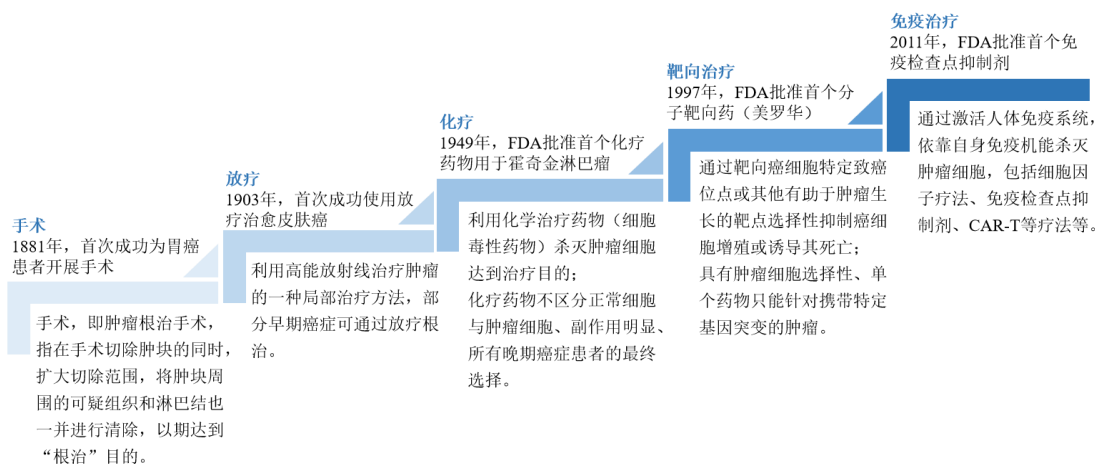 手术
1881年，首次成功为胃癌
患者开展手术
手术，即肿瘤根治手术，
指在手术切除肿块的同时，
扩大切除范围，将肿块周
围的可疑组织和淋巴结也
一并进行清除，以期达到
“根治”目的。
放疗
1903年，首次成功使用放
疗治愈皮肤癌
利用高能放射线治疗肿瘤
的一种局部治疗方法，部
分早期癌症可通过放疗根
治。
化疗
1949年，FDA批准首个化疗
药物用于霍奇金淋巴瘤
利用化学治疗药物（细胞
毒性药物）杀灭肿瘤细胞
达到治疗目的；
化疗药物不区分正常细胞
与肿瘤细胞、副作用明显、
所有晚期癌症患者的最终
选择。
靶向治疗
1997年，FDA批准首个分
子靶向药（美罗华）
通过靶向癌细胞特定致癌
位点或其他有助于肿瘤生
长的靶点选择性抑制癌细
胞增殖或诱导其死亡；
具有肿瘤细胞选择性、单
个药物只能针对携带特定
基因突变的肿瘤。
免疫治疗
2011年，FDA批准首个免
疫检查点抑制剂
通过激活人体免疫系统，
依靠自身免疫机能杀灭
肿瘤细胞，包括细胞因
子疗法、免疫检查点抑
制剂、CAR-T等疗法等。